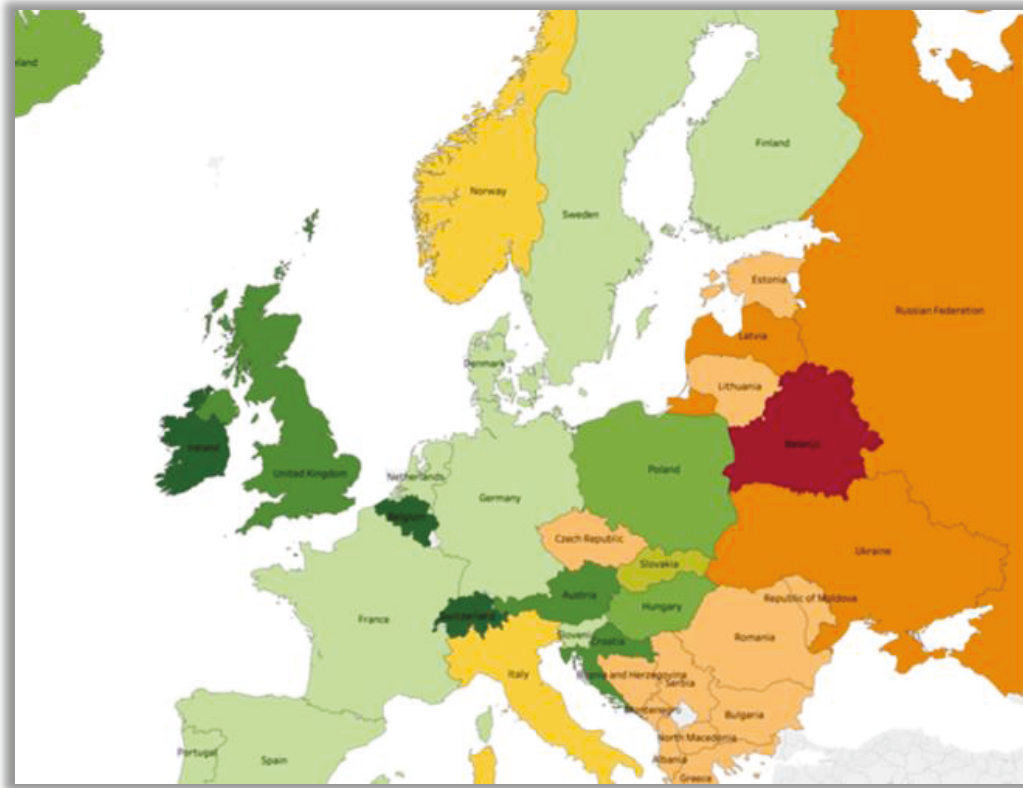 eland
Norway
Finland
Sweden
Estonia
Russian Federation
Latvia
Denmark
Lithuania
Belarus
Ireland
United Kingdom
Netherlands
Poland
Germany
Belgium
Czech Republic
Ukraine
Slovakia
Austria
Republic of Moldova
Hungary
France
Switzerland
Sloveni
Croatia
Romania
Italy
Bosnia and Herzegovina
Serbia
Montenegro
Bulgaria
North Macedonia
Portugal
Spain
Albania
Greece